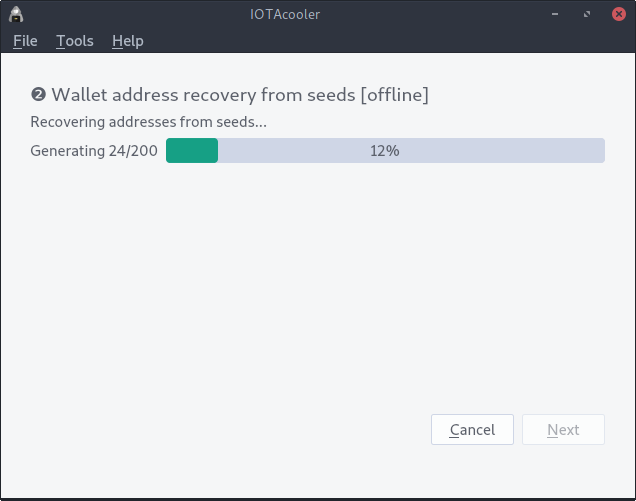 IOTAcooler
File Tools Help
❷ Wallet address recovery from seeds [offline]
Recovering addresses from seeds...
Generating 24/200 12%
Cancel Next